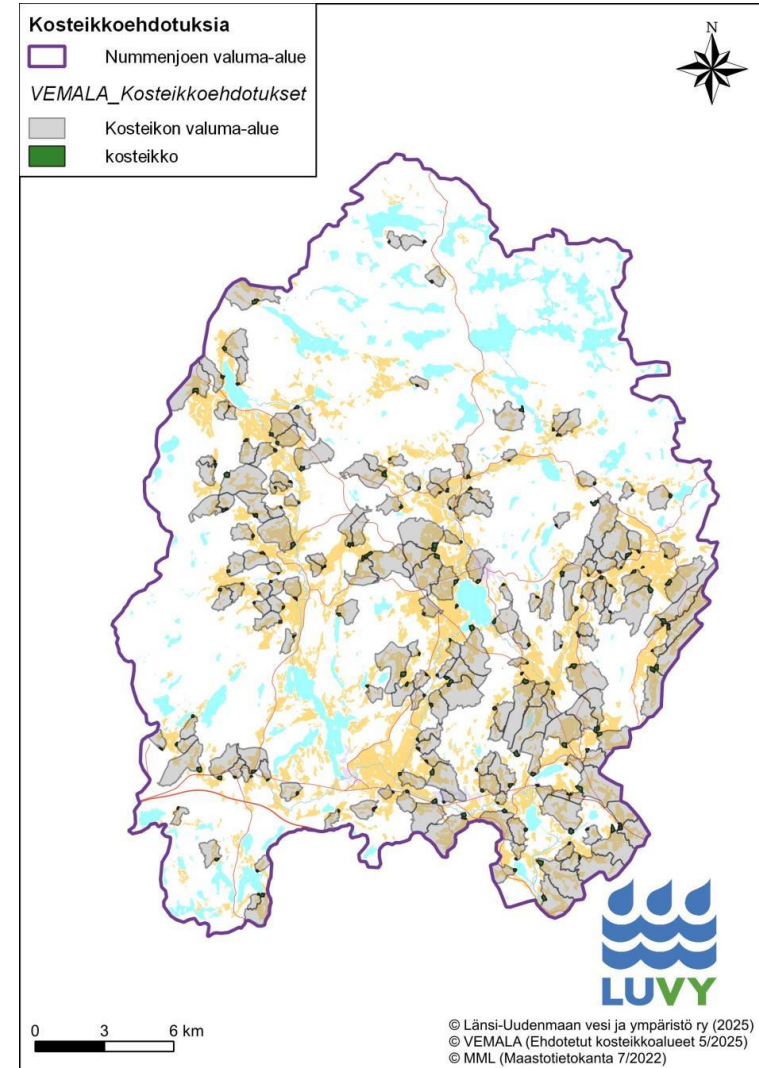 Kosteikkoehdotuksia
Nummenjoen valuma-alue
VEMALA_Kosteikkoehdotukset
Kosteikon valuma-alue
kosteikko
N
LUVY
0 3 6 km
© Länsi-Uudenmaan vesi ja ympäristö ry (2025)
© VEMALA (Ehdotetut kosteikkoalueet 5/2025)
© MML (Maastotietokanta 7/2022)